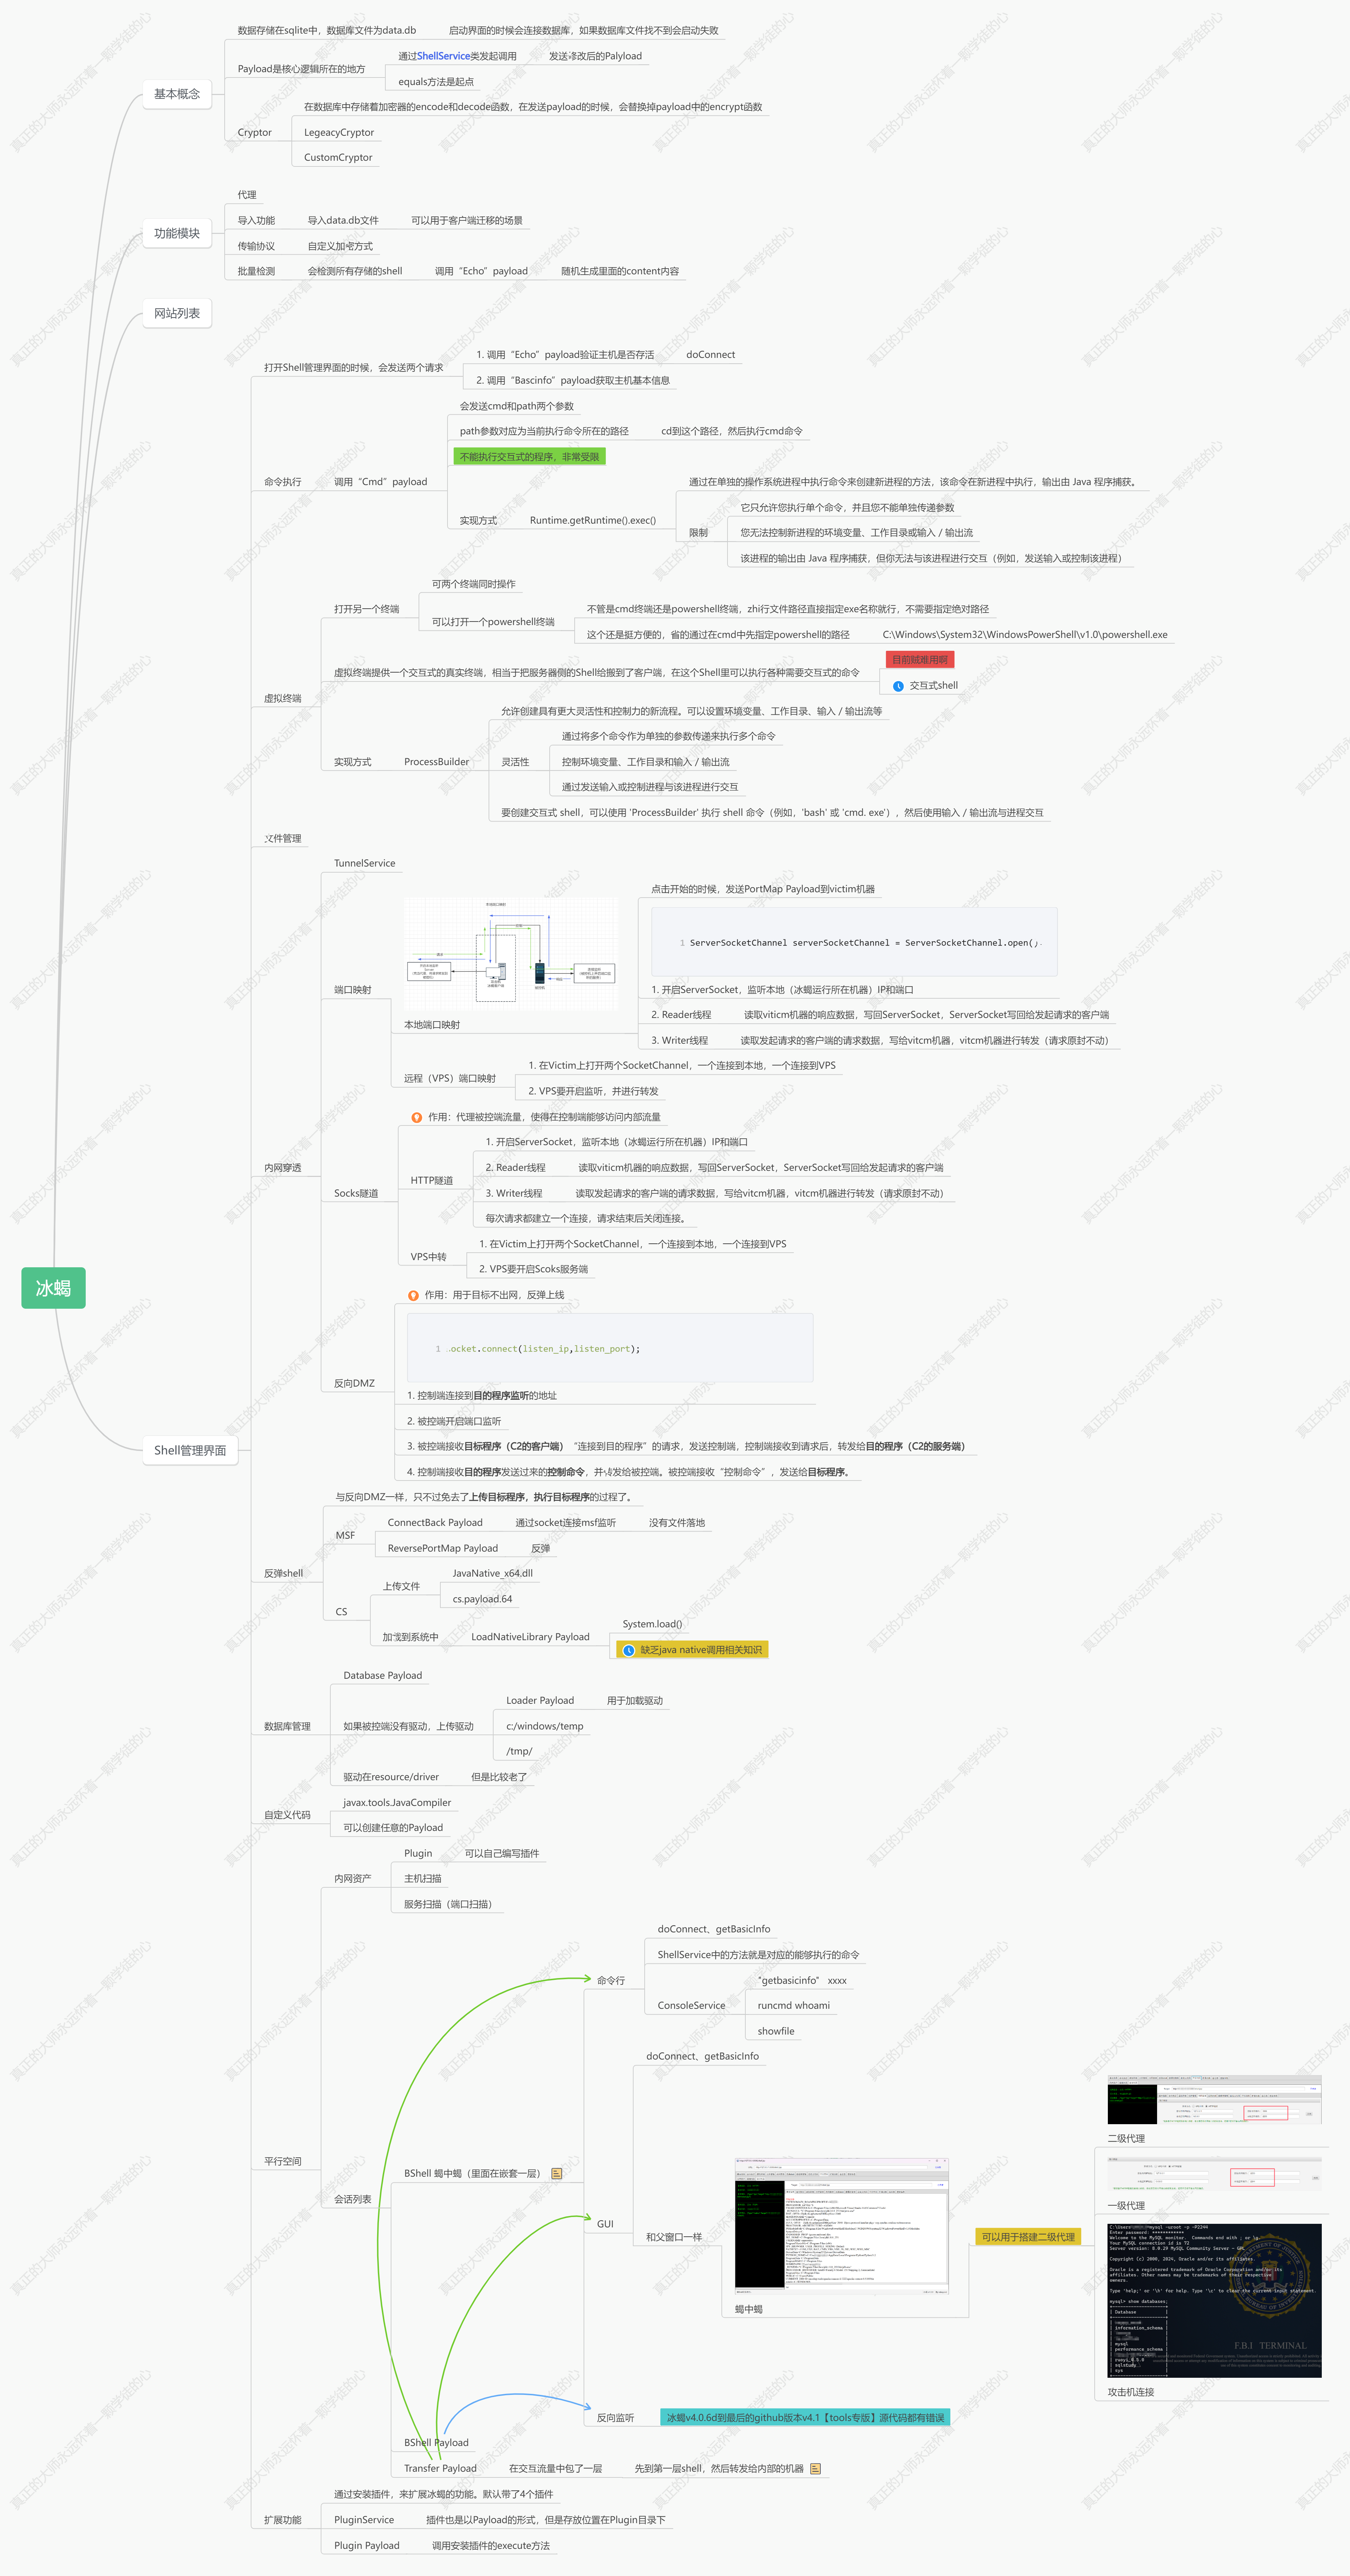 冰蝎
基本概念
数据存储在sqlite中，数据库文件为data.db
启动界面的时候会连接数据库，如果数据库文件找不到会启动失败
Payload是核心逻辑所在的地方
通过ShellService类发起调用
发送修改后的Palyload
equals方法是起点
Cryptor
在数据库中存储着加密器的encode和decode函数，在发送payload的时候，会替换掉payload中的encrypt函数
LegeacyCryptor
CustomCryptor
功能模块
代理
导入功能
导入data.db文件
可以用于客户端迁移的场景
传输协议
自定义加密方式
批量检测
会检测所有存储的shell
调用“Echo”payload
随机生成里面的content内容
网站列表
Shell管理界面
打开Shell管理界面的时候，会发送两个请求
1. 调用“Echo”payload验证主机是否存活
doConnect
2. 调用“Bascinfo”payload获取主机基本信息
命令执行
调用“Cmd”payload
会发送cmd和path两个参数
path参数对应为当前执行命令所在的路径
cd到这个路径，然后执行cmd命令
不能执行交互式的程序，非常受限
实现方式
Runtime.getRuntime().exec()
通过在单独的操作系统进程中执行命令来创建新进程的方法，该命令在新进程中执行，输出由 Java 程序捕获。
限制
它只允许您执行单个命令，并且您不能单独传递参数
您无法控制新进程的环境变量、工作目录或输入 / 输出流
该进程的输出由 Java 程序捕获，但你无法与该进程进行交互（例如，发送输入或控制该进程）
虚拟终端
打开另一个终端
可两个终端同时操作
可以打开一个powershell终端
不管是cmd终端还是powershell终端，zhi行文件路径直接指定exe名称就行，不需要指定绝对路径
这个还是挺方便的，省的通过在cmd中先指定powershell的路径
C:\Windows\System32\WindowsPowerShell\v1.0\powershell.exe
虚拟终端提供一个交互式的真实终端，相当于把服务器侧的Shell给搬到了客户端，在这个Shell里可以执行各种需要交互式的命令
目前贼难用啊
交互式shell
实现方式
ProcessBuilder
允许创建具有更大灵活性和控制力的新流程。可以设置环境变量、工作目录、输入 / 输出流等
灵活性
通过将多个命令作为单独的参数传递来执行多个命令
控制环境变量、工作目录和输入 / 输出流
通过发送输入或控制进程与该进程进行交互
要创建交互式 shell，可以使用 'ProcessBuilder' 执行 shell 命令（例如，'bash' 或 'cmd. exe'），然后使用输入 / 输出流与进程交互
文件管理
内网穿透
TunnelService
端口映射
本地端口映射
点击开始的时候，发送PortMap Payload到victim机器
1 ServerSocketChannel serverSocketChannel = ServerSocketChannel.open();
1. 开启ServerSocket，监听本地（冰蝎运行所在机器）IP和端口
2. Reader线程
读取viticm机器的响应数据，写回ServerSocket，ServerSocket写回给发起请求的客户端
3. Writer线程
读取发起请求的客户端的请求数据，写给vitcm机器，vitcm机器进行转发（请求原封不动）
远程（VPS）端口映射
1. 在Victim上打开两个SocketChannel，一个连接到本地，一个连接到VPS
2. VPS要开启监听，并进行转发
Socks隧道
作用：代理被控端流量，使得在控制端能够访问内部流量
HTTP隧道
1. 开启ServerSocket，监听本地（冰蝎运行所在机器）IP和端口
2. Reader线程
读取viticm机器的响应数据，写回ServerSocket，ServerSocket写回给发起请求的客户端
3. Writer线程
读取发起请求的客户端的请求数据，写给vitcm机器，vitcm机器进行转发（请求原封不动）
每次请求都建立一个连接，请求结束后关闭连接。
VPS中转
1. 在Victim上打开两个SocketChannel，一个连接到本地，一个连接到VPS
2. VPS要开启Scoks服务端
反向DMZ
作用：用于目标不出网，反弹上线
1 ocket.connect(listen_ip,listen_port);
1. 控制端连接到目的程序监听的地址
2. 被控端开启端口监听
3. 被控端接收目标程序（C2的客户端）“连接到目的程序”的请求，发送控制端，控制端接收到请求后，转发给目的程序（C2的服务端）
4. 控制端接收目的程序发送过来的控制命令，并转发给被控端。被控端接收“控制命令”，发送给目标程序。
反弹shell
与反向DMZ一样，只不过免去了上传目标程序，执行目标程序的过程了。
MSF
ConnectBack Payload
通过socket连接msf监听
没有文件落地
ReversePortMap Payload
反弹
CS
上传文件
JavaNative_x64.dll
cs.payload.64
加载到系统中
LoadNativeLibrary Payload
System.load()
缺乏java native调用相关知识
数据库管理
Database Payload
如果被控端没有驱动，上传驱动
Loader Payload
用于加载驱动
c:/windows/temp
/tmp/
驱动在resource/driver
但是比较老了
自定义代码
javax.tools.JavaCompiler
可以创建任意的Payload
平行空间
内网资产
Plugin
可以自己编写插件
主机扫描
服务扫描（端口扫描）
会话列表
BShell 蝎中蝎（里面在嵌套一层）
命令行
doConnect、getBasicInfo
ShellService中的方法就是对应的能够执行的命令
ConsoleService
"getbasicinfo" xxxx
runcmd whoami
showfile
GUI
doConnect、getBasicInfo
和父窗口一样
蝎中蝎
可以用于搭建二级代理
二级代理
一级代理
Enter password: ************
Welcome to the MySQL monitor. Commands end with ; or \g.
Your MySQL connection id is 72
Server version: 8.0.29 MySQL Community Server - GPL
Copyright (c) 2000, 2024, Oracle and/or its affiliates.
Oracle is a registered trademark of Oracle Corporation and/or its
affiliates. Other names may be trademarks of their respective
owners.
Type 'help;' or '\h' for help. Type '\c' to clear the current input statement.
mysql> show databases;
Database
information_schema
mysql
performance_schema
sys
F.B.I TERMINAL
攻击机连接
反向监听
冰蝎v4.0.6d到最后的github版本v4.1【tools专版】源代码都有错误
BShell Payload
Transfer Payload
在交互流量中包了一层
先到第一层shell，然后转发给内部的机器
扩展功能
通过安装插件，来扩展冰蝎的功能。默认带了4个插件
PluginService
插件也是以Payload的形式，但是存放位置在Plugin目录下
Plugin Payload
调用安装插件的execute方法
真正的大师永远怀着一颗学徒的心